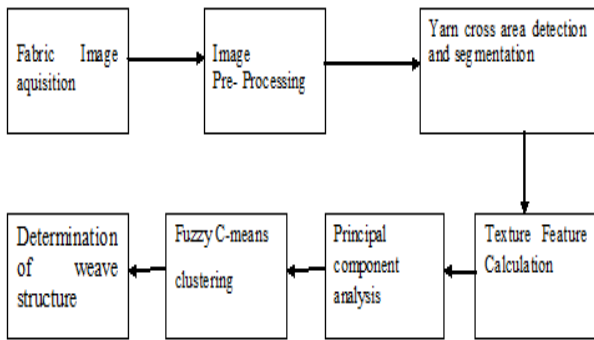 Fabric Image
aquisition
Image
Pre- Processing
Yarn cross area detection
and segmentation
Texture Feature
Calculation
Principal
component
analysis
Fuzzy C-means
clustering
Determination
of weave
structure